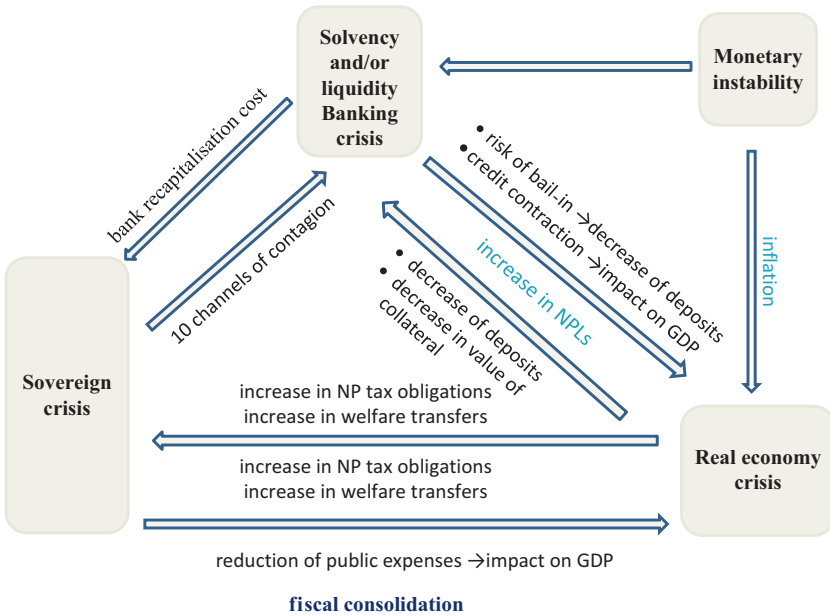 Solvency
and/or
liquidity
Banking
crisis
Monetary
instability
bank recapitalisation cost
10 channels of contagion
• risk of bail-in →decrease of deposits
• credit contraction →impact on GDP
increase in NPLs
• decrease of deposits
• decrease in value of
collateral
inflation
Sovereign
crisis
increase in NP tax obligations
increase in welfare transfers
increase in NP tax obligations
increase in welfare transfers
Real economy
crisis
reduction of public expenses →impact on GDP
fiscal consolidation